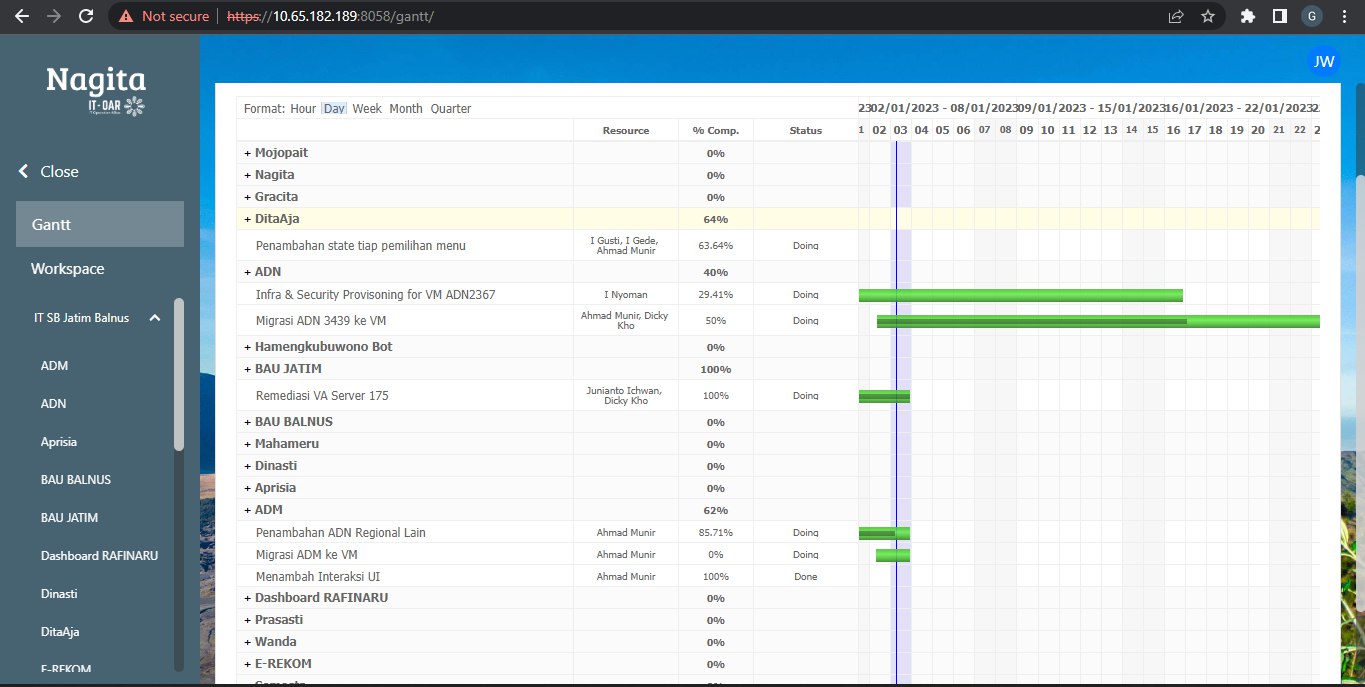 Not secure https://10.65.182.189:8058/gantt/
G
Nagita
IT-OAR
Close
Gantt
Workspace
IT SB Jatim Balnus
ADM
ADN
Aprisia
BAU BALNUS
BAU JATIM
Dashboard RAFINARU
Dinasti
DitaAja
E-REKOM
JW
Format: Hour Day Week Month Quarter
02/01/2023 - 08/01/2023 09/01/2023 - 15/01/2023 16/01/2023 - 22/01/2023
Resource % Comp. Status 1 02 03 04 05 06 07 08 09 10 11 12 13 14 15 16 17 18 19 20 21 22 2
+ Mojopait 0%
+ Nagita 0%
+ Gracita 0%
+ DitaAja 64%
Penambahan state tiap pemilihan menu I Gusti, I Gede, Ahmad Munir 63.64% Doing
+ ADN 40%
Infra & Security Provisoning for VM ADN2367 I Nyoman 29.41% Doing
Migrasi ADN 3439 ke VM Ahmad Munir, Dicky Kho 50% Doing
+ Hamengkubuwono Bot 0%
+ BAU JATIM 100%
Remediasi VA Server 175 Junianto Ichwan, Dicky Kho 100% Doing
+ BAU BALNUS 0%
+ Mahameru 0%
+ Dinasti 0%
+ Aprisia 0%
+ ADM 62%
Penambahan ADN Regional Lain Ahmad Munir 85.71% Doing
Migrasi ADM ke VM Ahmad Munir 0% Doing
Menambah Interaksi UI Ahmad Munir 100% Done
+ Dashboard RAFINARU 0%
+ Prasasti 0%
+ Wanda 0%
+ E-REKOM 0%